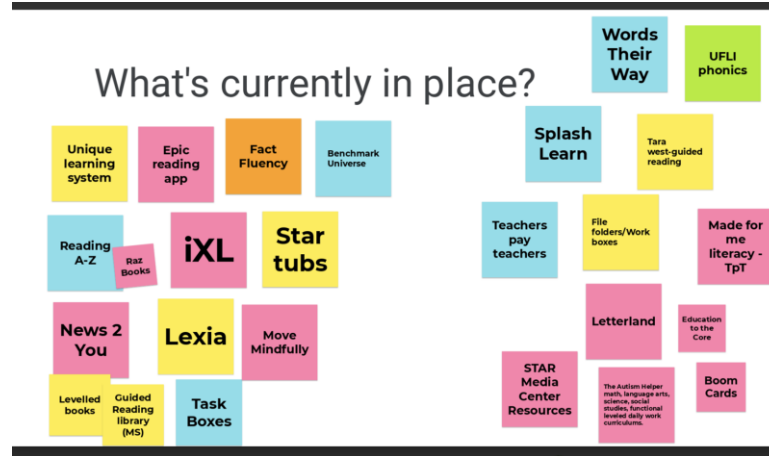 What's currently in place?
Words
Their
Way
UFLI
phonics
Unique
learning
system
Epic
reading
app
Fact
Fluency
Benchmark
Universe
Splash
Learn
Tara
west-guided
reading
Reading
A-Z
Raz
Books
iXL
Star
tubs
Teachers
pay
teachers
File
folders/Work
boxes
Made for
me
literacy -
TpT
News 2
You
Lexia
Move
Mindfully
Letterland
Education
to the
Core
Levelled
books
Guided
Reading
library
(MS)
Task
Boxes
STAR
Media
Center
Resources
The Autism Helper
math, language arts,
science, social
studies, functional
leveled daily work
curriculums.
Boom
Cards